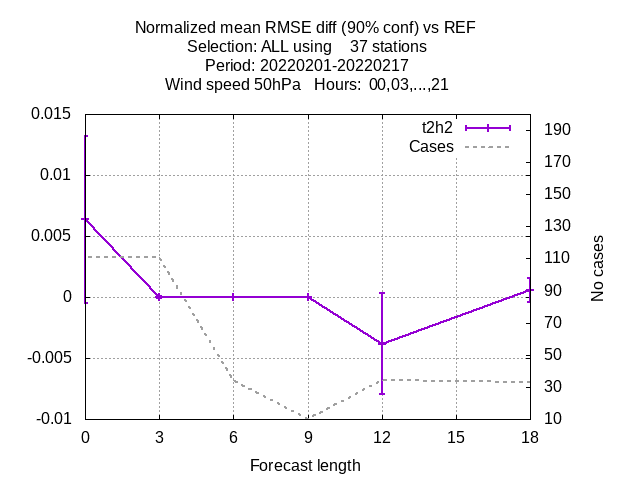 Normalized mean RMSE diff (90% conf) vs REF
Selection: ALL using 37 stations
Period: 20220201-20220217
Wind speed 50hPa Hours: 00,03,...,21
0.015
0.01
0.005
0
-0.005
-0.01
t2h2
Cases
190
170
150
130
110
90
70
50
30
10
No cases
0 3 6 9 12 15 18
Forecast length